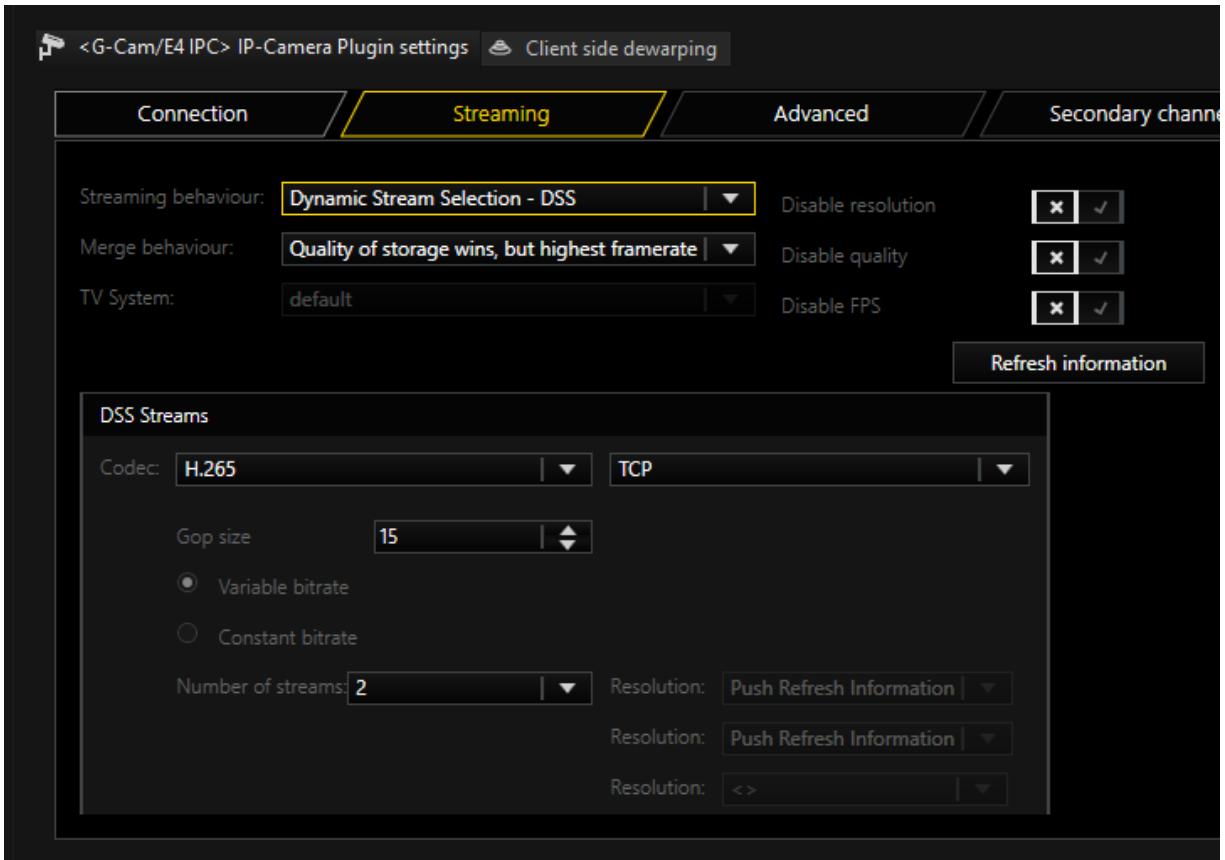 <G-Cam/E4 IPC> IP-Camera Plugin settings
Client side dewarping
Connection
Streaming
Advanced
Secondary channe
Streaming behaviour:
Dynamic Stream Selection - DSS
Disable resolution
Merge behaviour:
Quality of storage wins, but highest framerate
Disable quality
TV System:
default
Disable FPS
Refresh information
DSS Streams
Codec:
H.265
TCP
Gop size
15
Variable bitrate
Constant bitrate
Number of streams:
2
Resolution:
Push Refresh Information
Resolution:
Push Refresh Information
Resolution:
<>